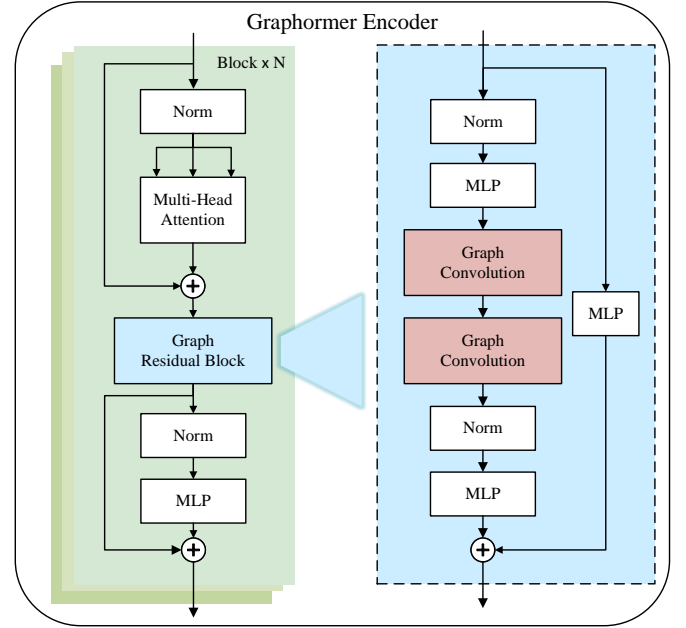 Graphormer Encoder
Block x N
Norm
Multi-Head
Attention
Graph
Residual Block
Norm
MLP
Norm
MLP
Graph
Convolution
Graph
Convolution
MLP
Norm
MLP